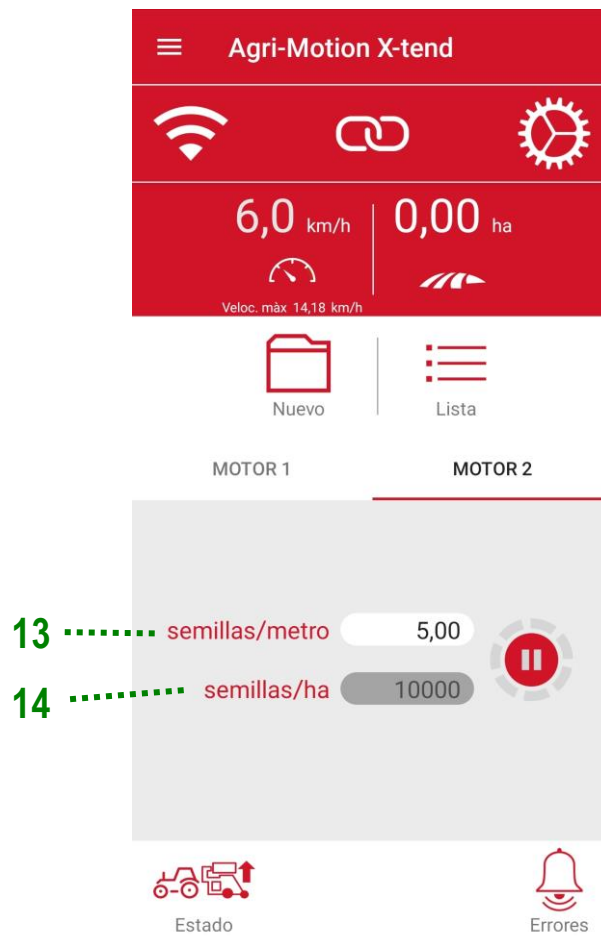 Agri-Motion X-tend
6,0 km/h 0,00 ha
Veloc. màx 14,18 km/h
Nuevo Lista
MOTOR 1 MOTOR 2
13 semillas/metro 5,00
14 semillas/ha 10000
Estado Errores